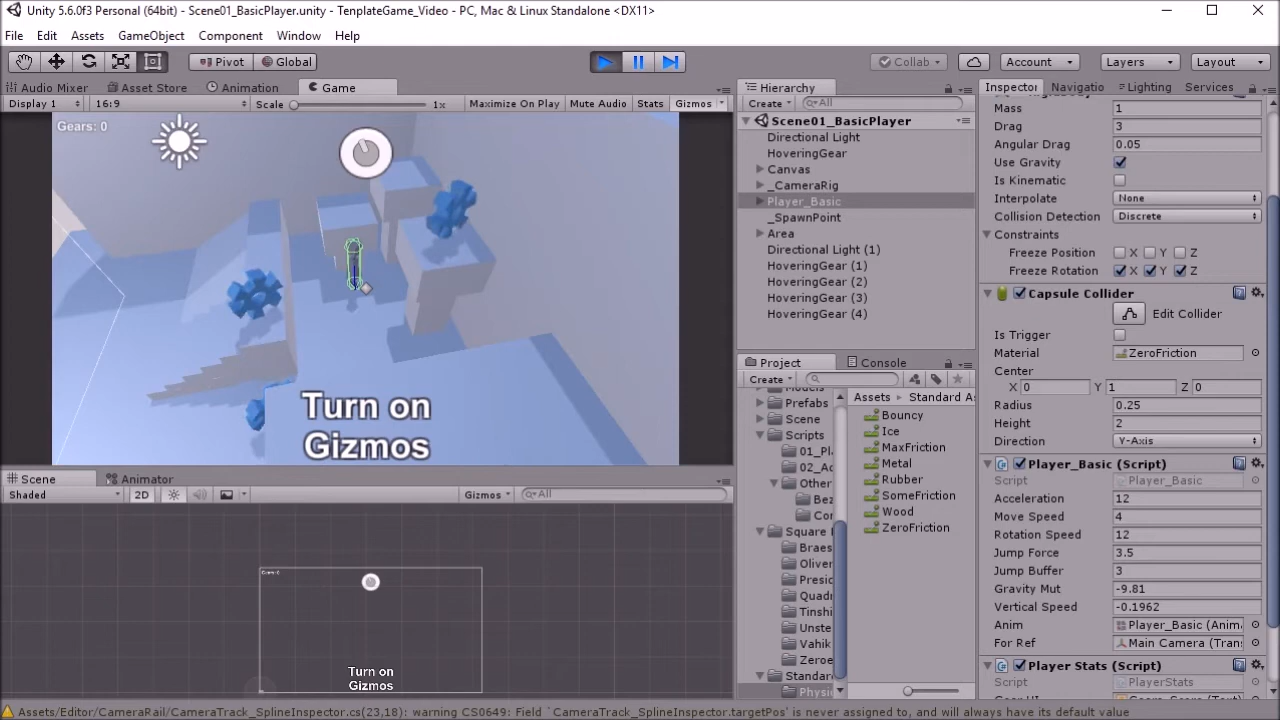 Unity 5.6.0f3 Personal (64bit) - Scene01_BasicPlayer.unity - TenplateGame_Video - PC, Mac & Linux Standalone <DX11>
File Edit Assets GameObject Component Window Help
Pivot Global Collab Account Layers Layout
Audio Mixer Asset Store Animation Game
Display 1 16:9 Scale 1x Maximize On Play Mute Audio Stats Gizmos
Gears: 0
Turn on
Gizmos
Scene Animator
Shaded 2D Gizmos All
Turn on
Gizmos
Hierarchy
Create All
Scene01_BasicPlayer
Directional Light
HoveringGear
Canvas
_CameraRig
Player_Basic
_SpawnPoint
Area
Directional Light (1)
HoveringGear (1)
HoveringGear (2)
HoveringGear (3)
HoveringGear (4)
Project Console
Create
Prefabs
Scene
Scripts
01_Pl
02_Ac
Other
Bez
Cor
Square
Braes
Oliver
Presid
Quadr
Tinshi
Unste
Vahik
Zeroe
Standar
Physi
Assets Standard As
Bouncy
Ice
MaxFriction
Metal
Rubber
SomeFriction
Wood
ZeroFriction
Inspector Navigatio Lighting Services
Mass 1
Drag 3
Angular Drag 0.05
Use Gravity
Is Kinematic
Interpolate None
Collision Detection Discrete
Constraints
Freeze Position X Y Z
Freeze Rotation X Y Z
Capsule Collider
Edit Collider
Is Trigger
Material ZeroFriction
Center
X 0 Y 1 Z 0
Radius 0.25
Height 2
Direction Y-Axis
Player_Basic (Script)
Script Player_Basic
Acceleration 12
Move Speed 4
Rotation Speed 12
Jump Force 3.5
Jump Buffer 3
Gravity Mut -9.81
Vertical Speed -0.1962
Anim Player_Basic (Anima
For Ref Main Camera (Tran:
Player Stats (Script)
Script PlayerStats
Assets/Editor/CameraRail/CameraTrack_SplineInspector.cs(23,18): warning CS0649: Field `CameraTrack_SplineInspector.targetPos' is never assigned to, and will always have its default value